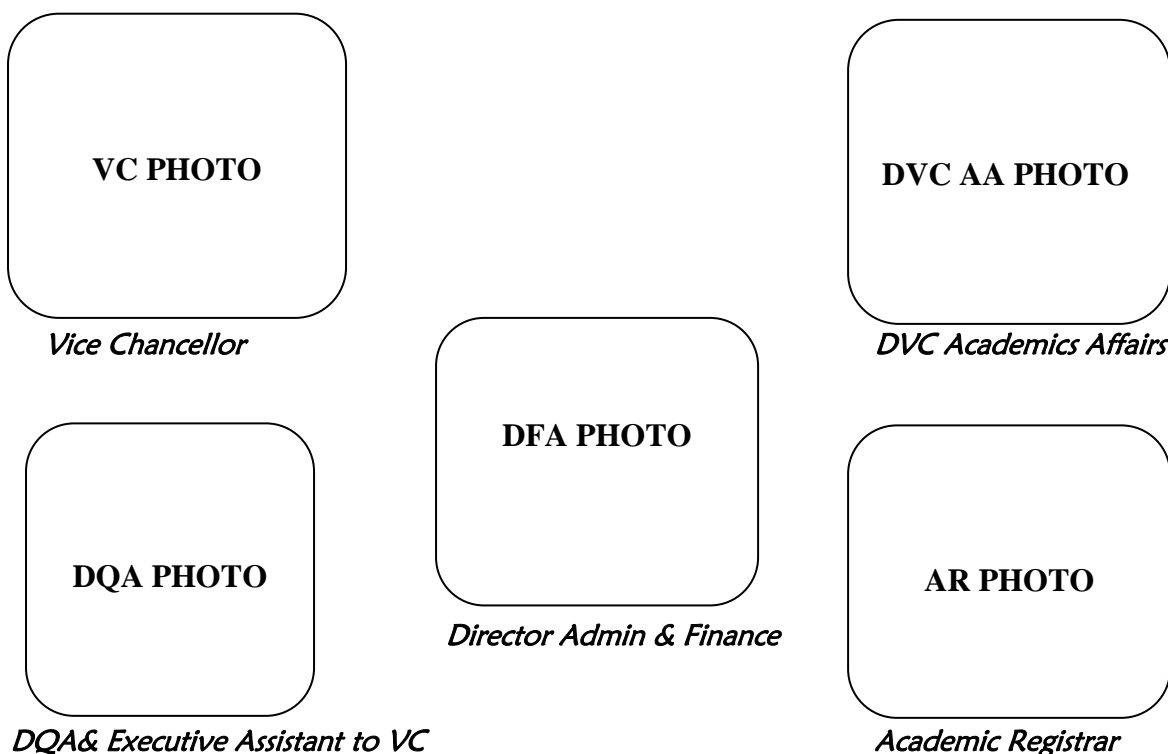 VC PHOTO
DVC AA PHOTO
Vice Chancellor
DVC Academics Affairs
DFA PHOTO
Director Admin & Finance
DQA PHOTO
AR PHOTO
DQA& Executive Assistant to VC
Academic Registrar